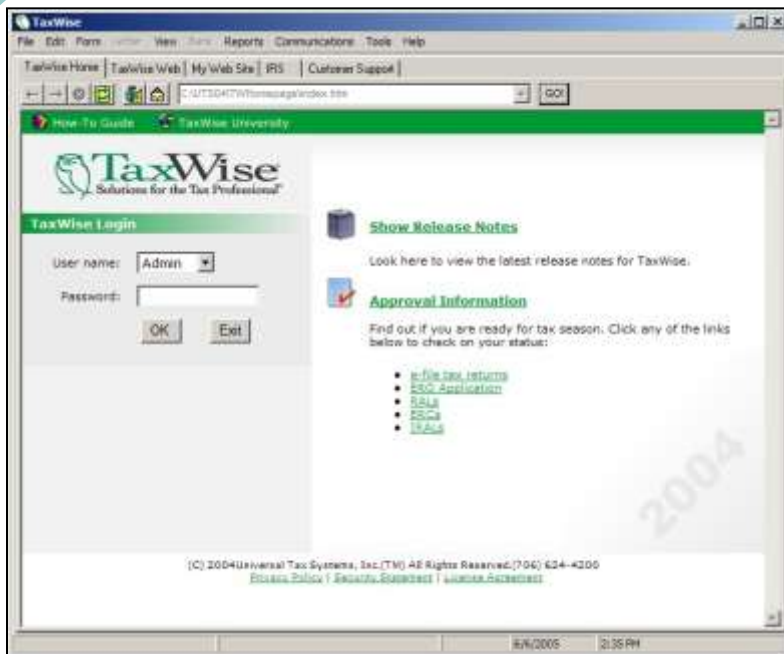 TaxWise
File Edit Form View Reports Communications Tools Help
TaxWise Home TaxWise Web My Web Site IRS Customer Support
GO!
How-To Guide TaxWise University
TaxWise
Solutions for the Tax Professional
TaxWise Login
User name: Admin
Password:
OK Exit
Show Release Notes
Look here to view the latest release notes for TaxWise.
Approval Information
Find out if you are ready for tax season. Click any of the links
below to check on your status:
e-file tax returns
ERO Application
RALs
ERCs
IRALs
2004
(C) 2004Universal Tax Systems, Inc.(TM) All Rights Reserved.(706) 624-4200
Privacy Policy | Security Statement | License Agreement
6/6/2005 2:35 PM